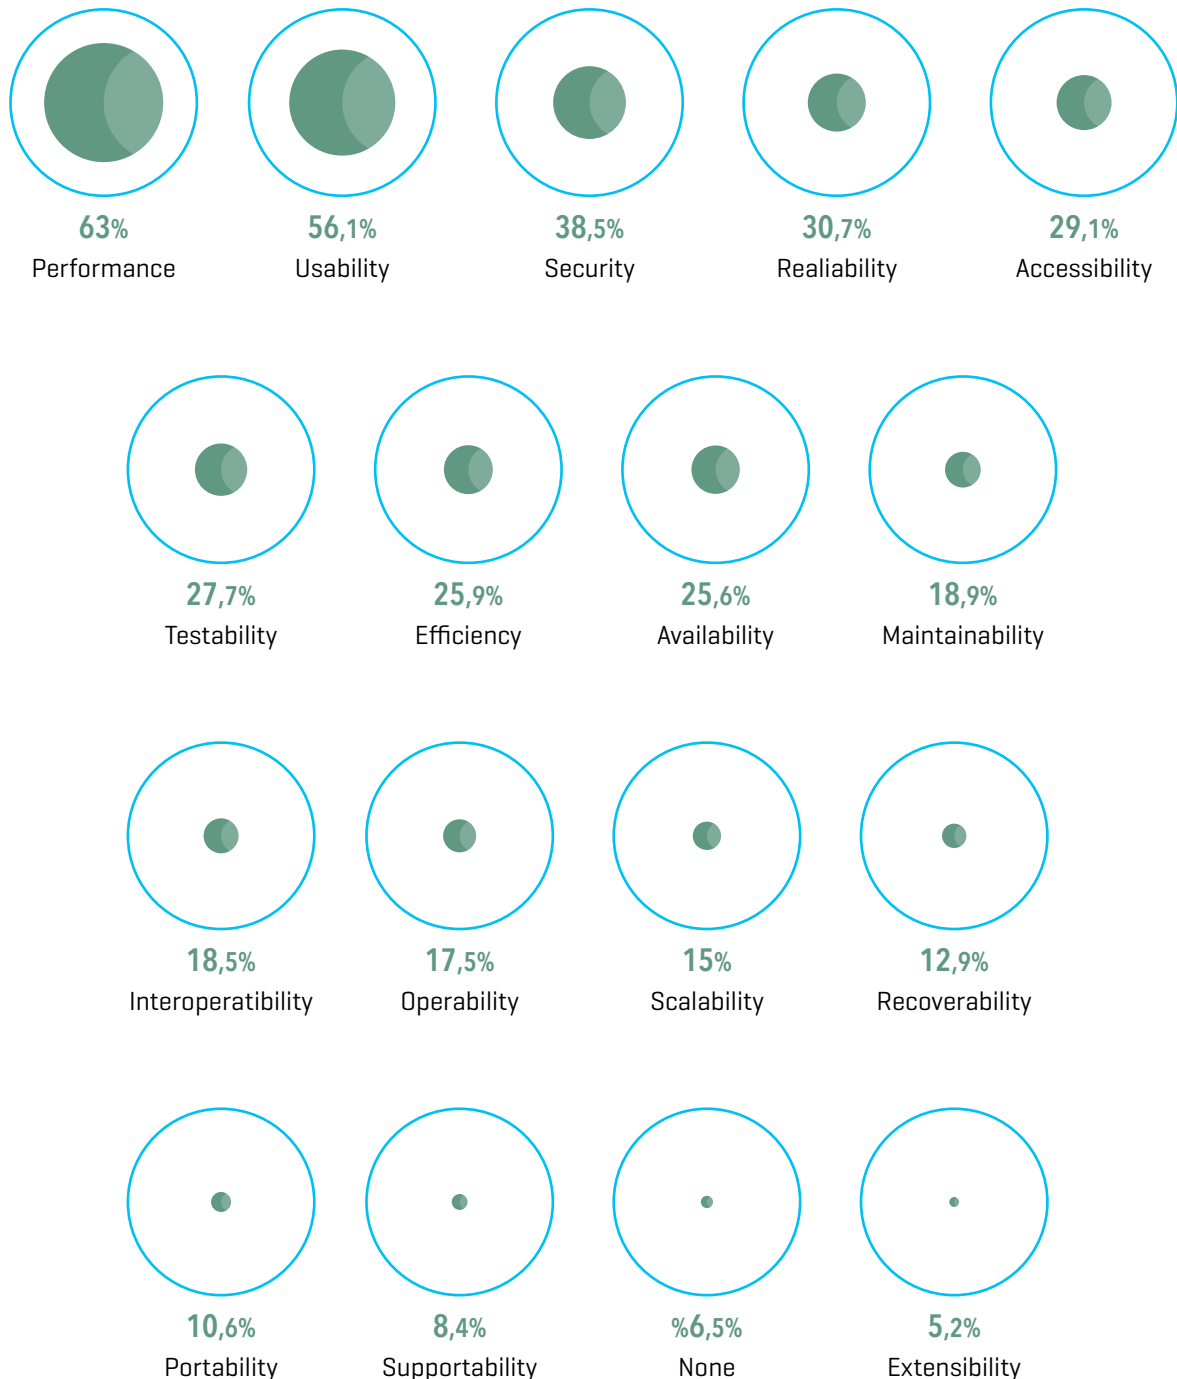 63% 56,1% 38,5% 30,7% 29,1%
Performance Usability Security Realiability Accessibility
27,7% 25,9% 25,6% 18,9%
Testability Efficiency Availability Maintainability
18,5% 17,5% 15% 12,9%
Interoperatibility Operability Scalability Recoverability
10,6% 8,4% %6,5% 5,2%
Portability Supportability None Extensibility